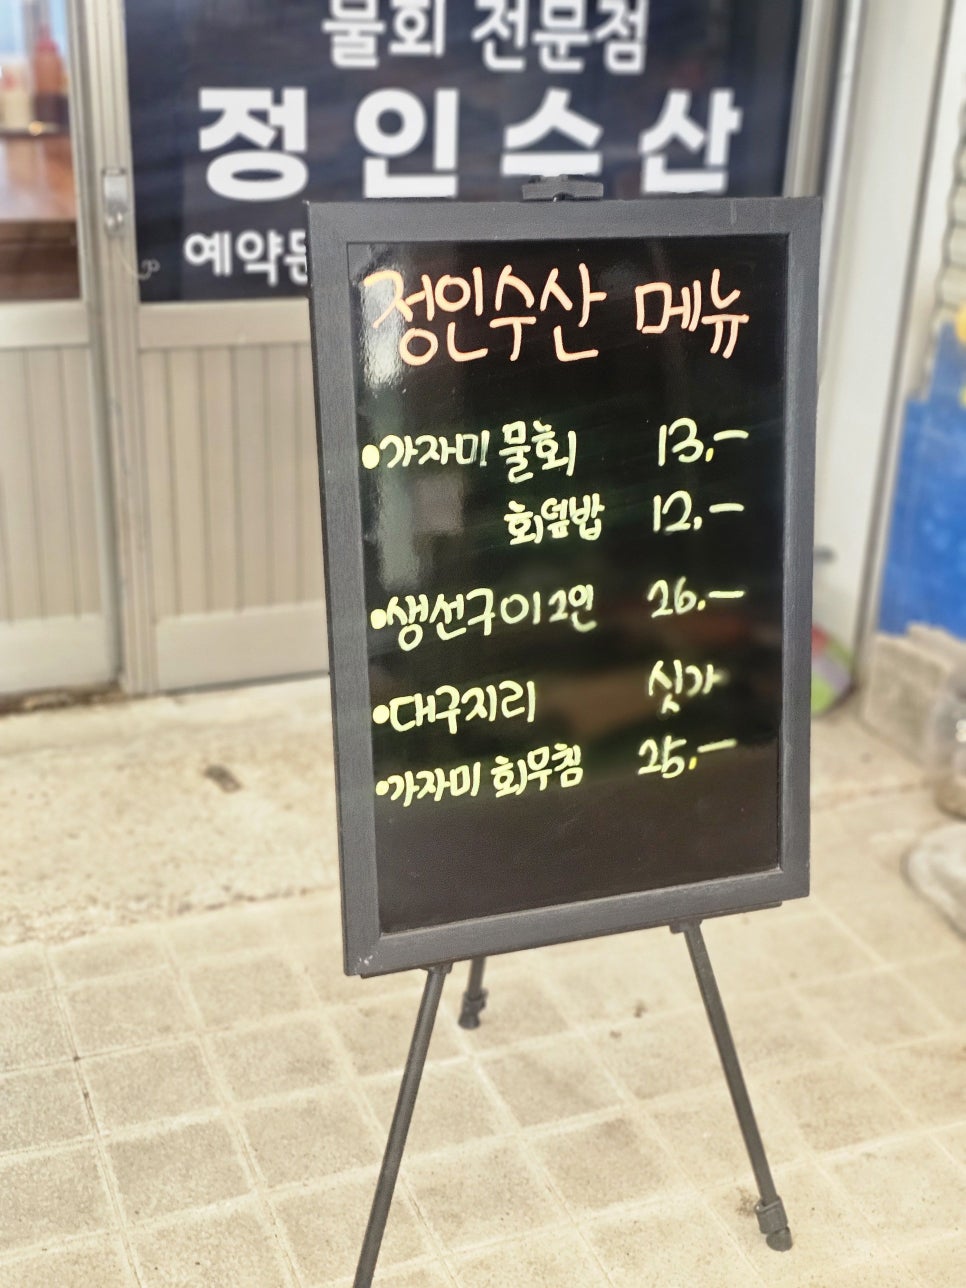 물회 전문점
정인수산
예약문
정인수산 메뉴
•가자미 물회 13.-
회덮밥 12.-
•생선구이 2인 26.-
•대구지리 싯가
•가자미 회무침 25.-